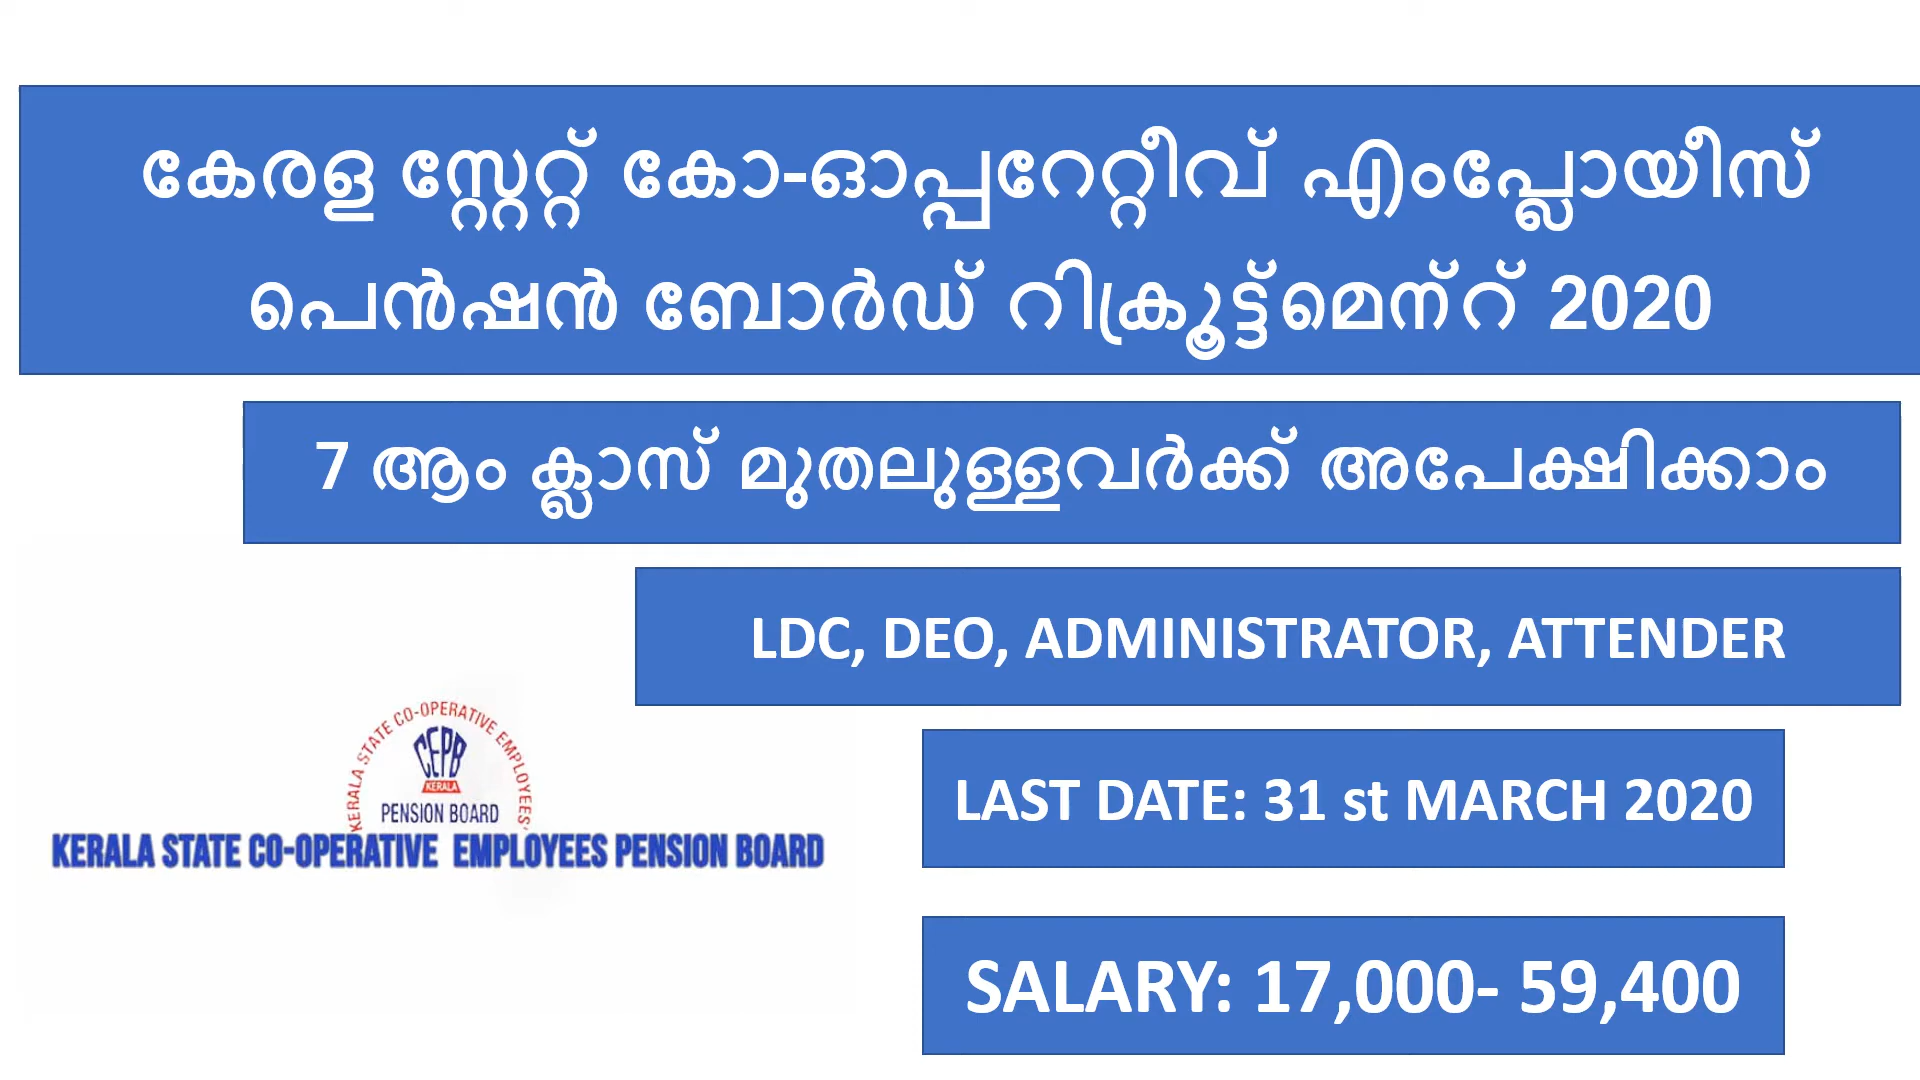 കേരള സ്റ്റേറ്റ് കോ-ഓപ്പറേറ്റീവ് എംപ്ലോയീസ്
പെൻഷൻ ബോർഡ് റിക്രൂട്ട്മെന്റ് 2020
7 ആം ക്ലാസ് മുതലുള്ളവർക്ക് അപേക്ഷിക്കാം
LDC, DEO, ADMINISTRATOR, ATTENDER
KERALA STATE CO-OPERATIVE EMPLOYEES'
CEPB
KERALA
PENSION BOARD
KERALA STATE CO-OPERATIVE EMPLOYEES PENSION BOARD
LAST DATE: 31 st MARCH 2020
SALARY: 17,000- 59,400